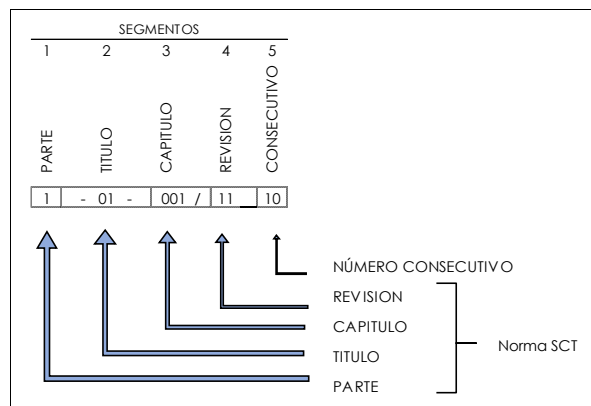 SEGMENTOS
1 2 3 4 5
PARTE
TITULO
CAPITULO
REVISION
CONSECUTIVO
1 - 01 - 001 / 11 _ 10
NÚMERO CONSECUTIVO
REVISION
CAPITULO
TITULO
PARTE
Norma SCT